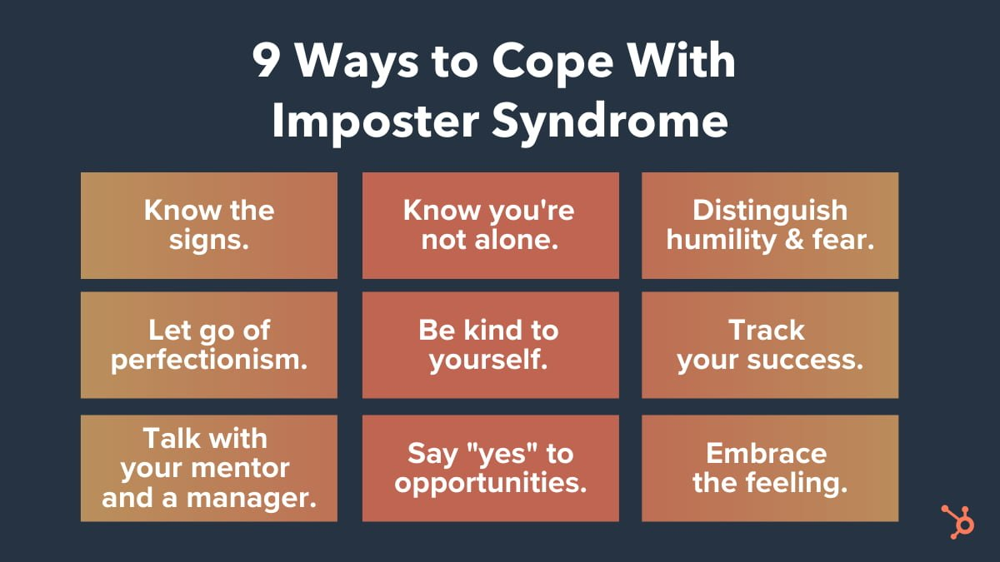 9 Ways to Cope With
Imposter Syndrome
Know the
signs.
Know you're
not alone.
Distinguish
humility & fear.
Let go of
perfectionism.
Be kind to
yourself.
Track
your success.
Talk with
your mentor
and a manager.
Say "yes" to
opportunities.
Embrace
the feeling.